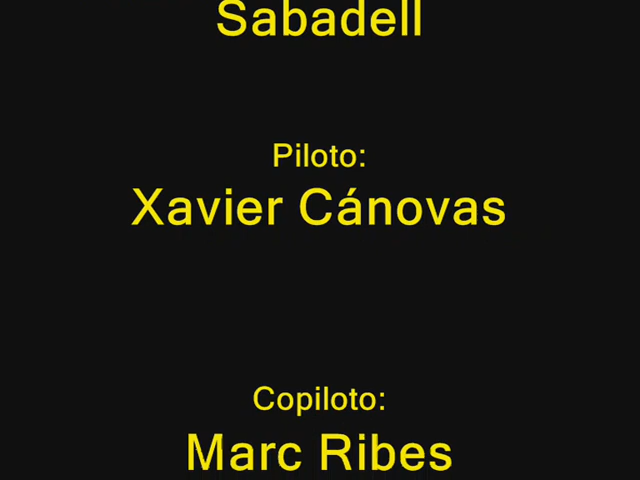 Sabadell
Piloto:
Xavier Cánovas
Copiloto:
Marc Ribes